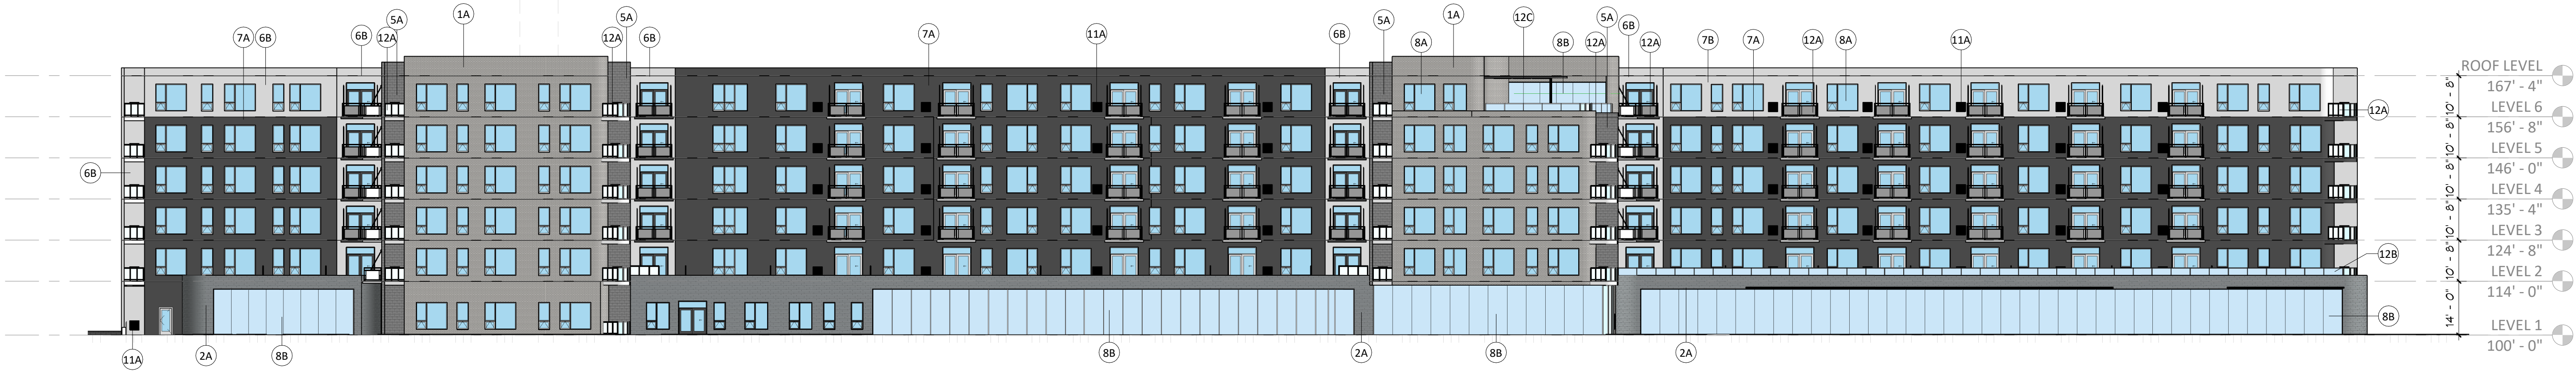 1A
1A
12C
5A
5A
5A
5A
6B
7A
6B
6B
12A
12A
6B
7A
11A
6B
8A
8B
12A
12A
7B
7A
12A
8A
11A
ROOF LEVEL
167' - 4"
10' - 8"
LEVEL 6
156' - 8"
12A
10' - 8"
LEVEL 5
146' - 0"
6B
10' - 8"
LEVEL 4
135' - 4"
10' - 8"
LEVEL 3
124' - 8"
10' - 8"
12B
LEVEL 2
114' - 0"
14' - 0"
8B
LEVEL 1
100' - 0"
11A
2A
8B
8B
2A
8B
2A